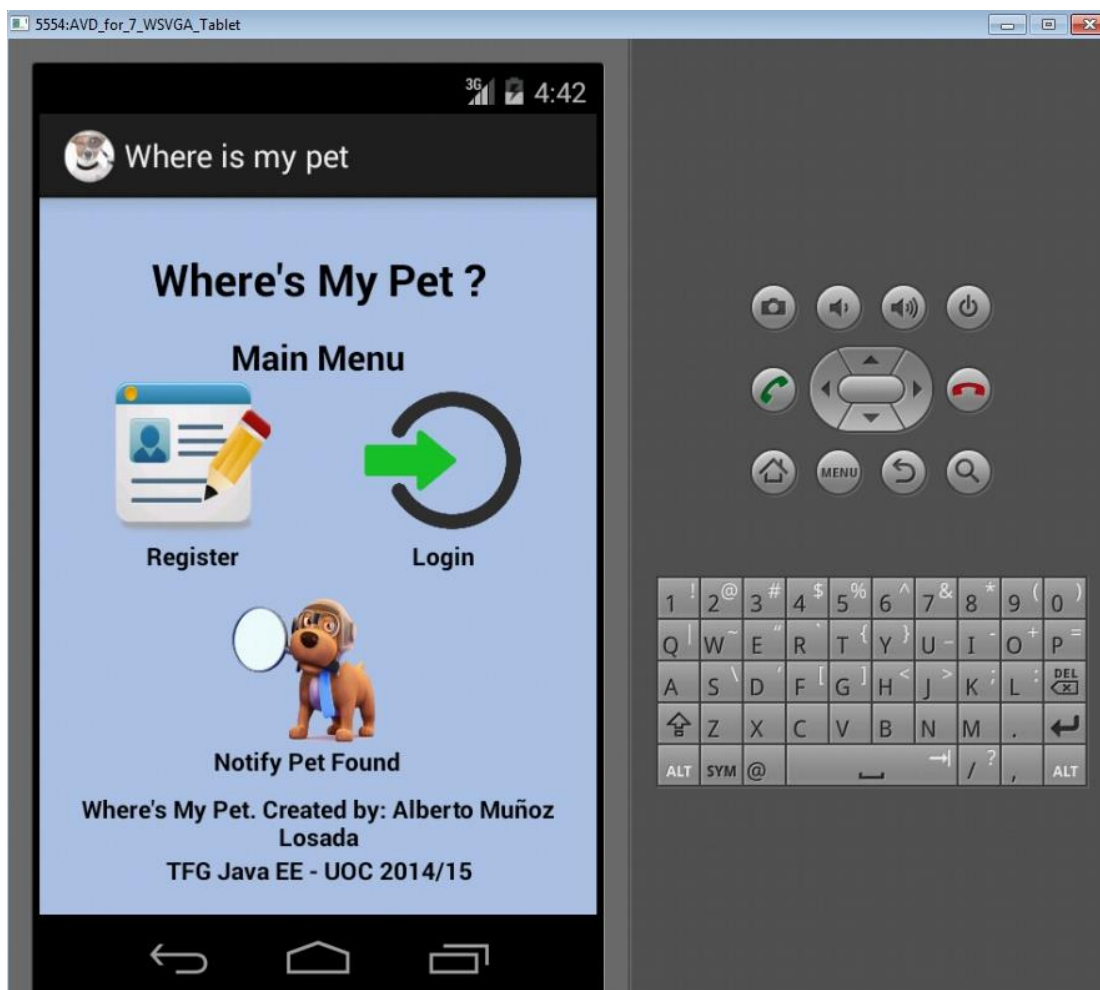 5554:AVD_for_7_WSVGA_Tablet
3G 4:42
Where is my pet
Where's My Pet ?
Main Menu
Register Login
Notify Pet Found
Where's My Pet. Created by: Alberto Muñoz
Losada
TFG Java EE - UOC 2014/15
MENU
1 ! 2 @ 3 # 4 $ 5 % 6 ^ 7 & 8 * 9 ( 0 )
Q | W ~ E " R ` T { Y } U _ I - O + P =
A S \ D ' F [ G ] H < J > K ; L : DEL
Z X C V B N M .
ALT SYM @ / ? , ALT